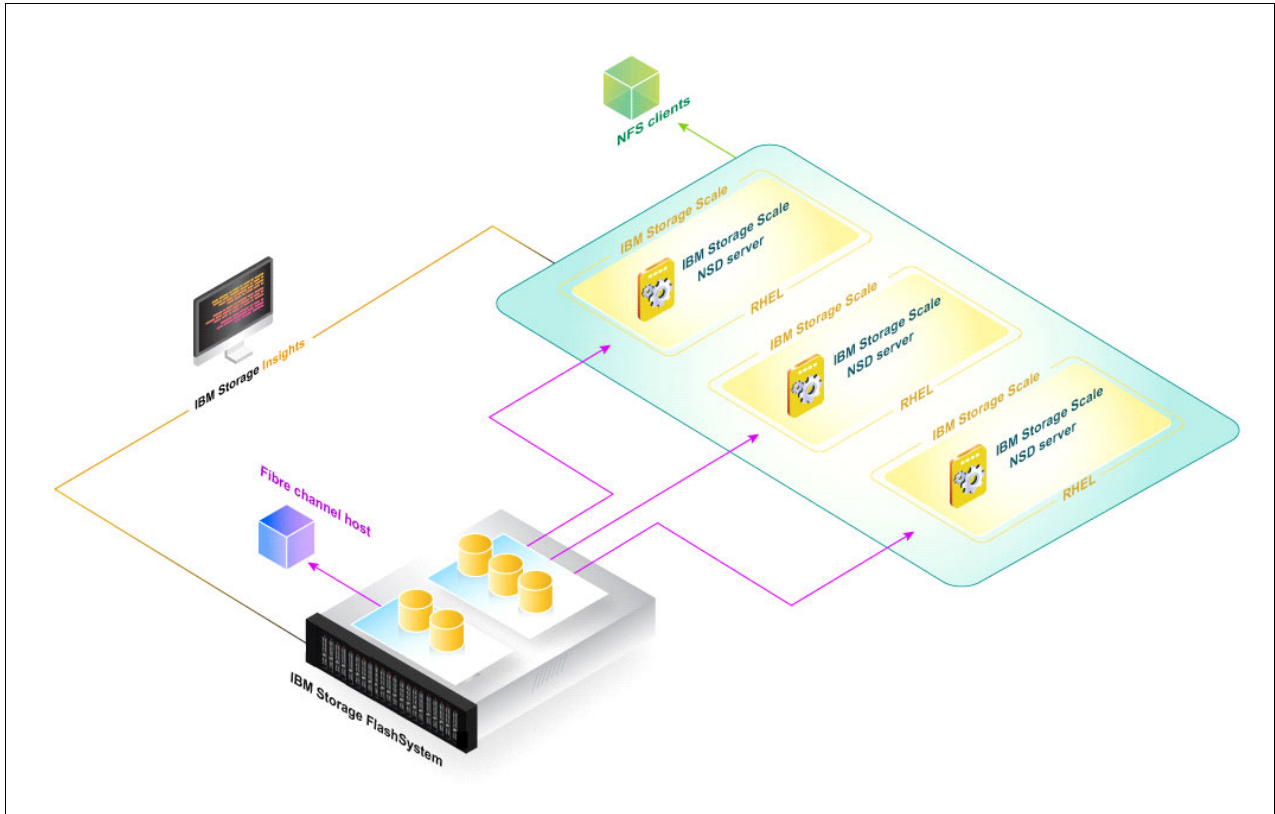 NFS clients
IBM Storage Scale
IBM Storage Scale
NSD server
RHEL
IBM Storage Scale
IBM Storage Scale
NSD server
RHEL
IBM Storage Scale
IBM Storage Scale
NSD server
RHEL
IBM Storage Insights
Fibre channel host
IBM Storage FlashSystem